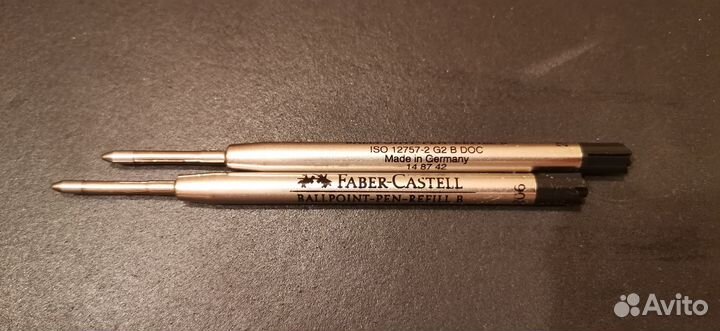 ISO 12757-2 G2 B DOC
Made in Germany
14 87 42
FABER-CASTELL
BALLPOINT-PEN-REFILL B
Avito